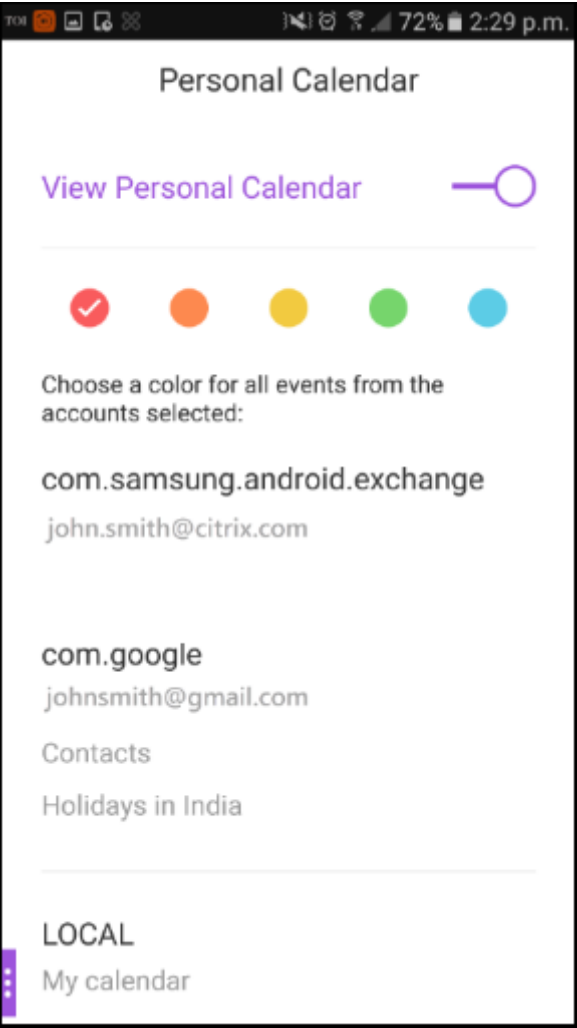 TOI 72% 2:29 p.m.
Personal Calendar
View Personal Calendar
Choose a color for all events from the
accounts selected:
com.samsung.android.exchange
john.smith@citrix.com
com.google
johnsmith@gmail.com
Contacts
Holidays in India
LOCAL
My calendar